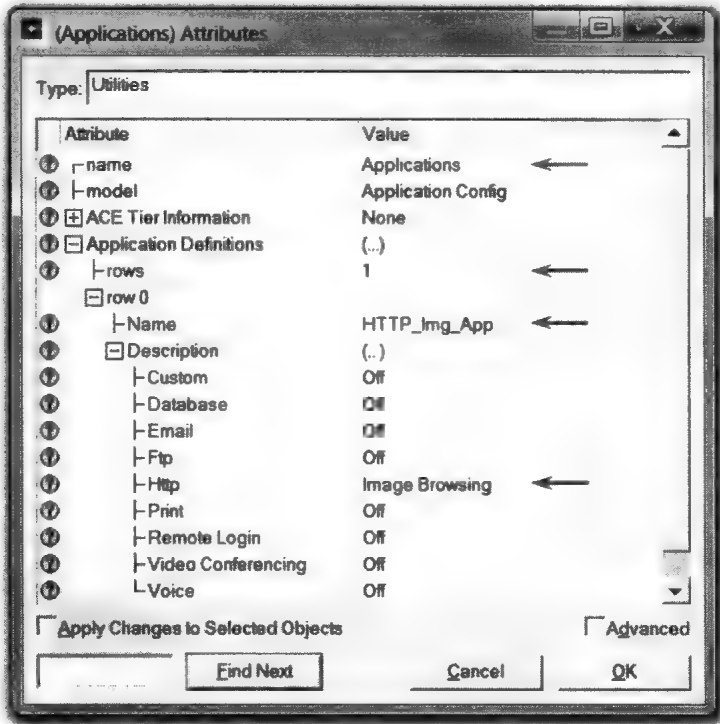 (Applications) Attributes
Type: Utilities
Attribute Value
name Applications
model Application Config
ACE Tier Information None
Application Definitions (...)
rows 1
row 0
Name HTTP_Img_App
Description (..)
Custom Off
Database Off
Email Off
Ftp Off
Http Image Browsing
Print Off
Remote Login Off
Video Conferencing Off
Voice Off
Apply Changes to Selected Objects Advanced
Find Next Cancel OK